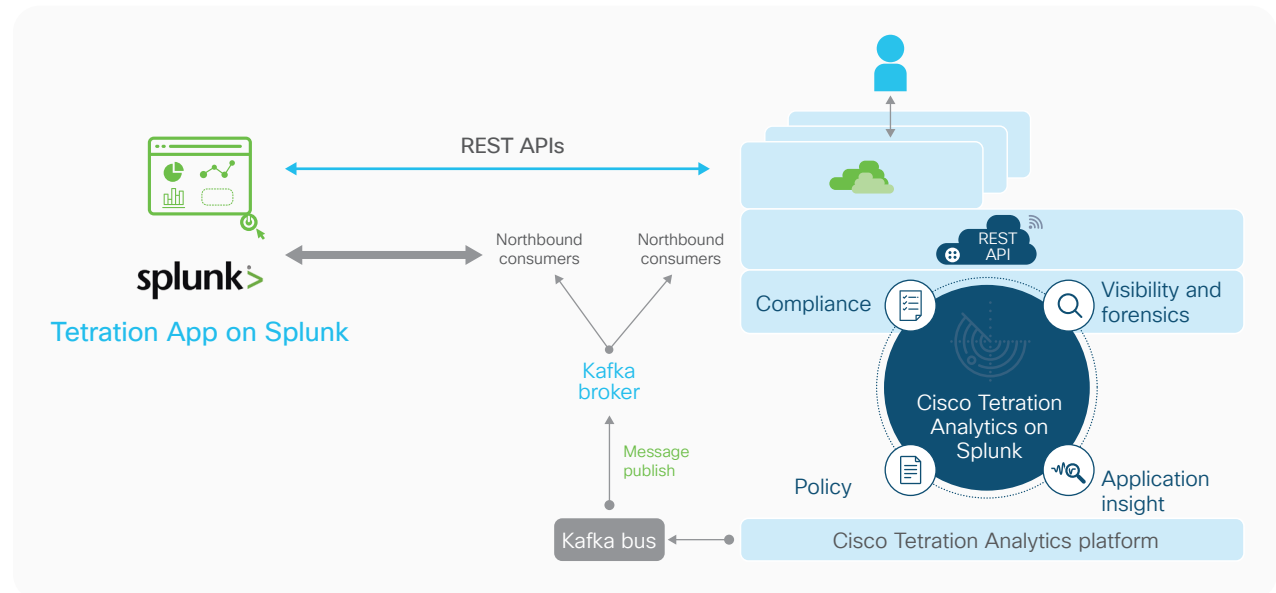 REST APIs
splunk>
Tetration App on Splunk
Northbound
consumers
Northbound
consumers
Kafka
broker
Message
publish
Kafka bus
REST
API
Compliance
Visibility and
forensics
Cisco Tetration
Analytics on
Splunk
Policy
Application
insight
Cisco Tetration Analytics platform